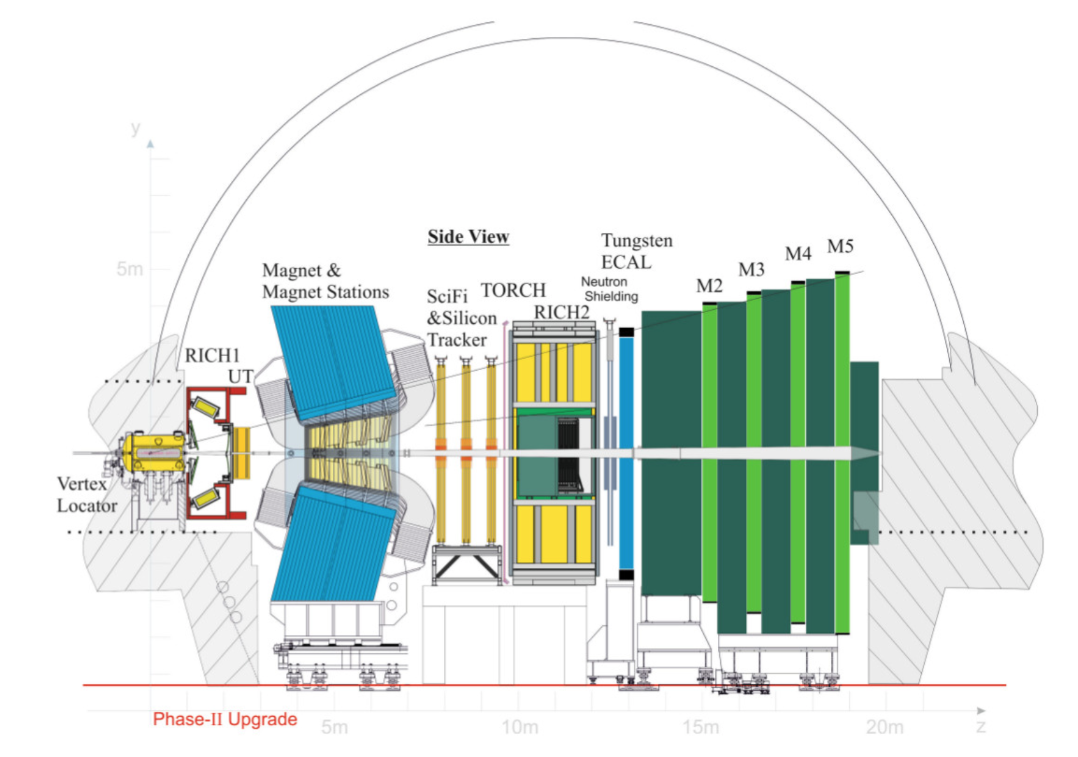 y
5m
Side View
Magnet &
Magnet Stations
SciFi
&Silicon
Tracker
TORCH
RICH2
Tungsten
ECAL
Neutron
Shielding
M2
M3
M4
M5
RICH1
UT
Vertex
Locator
Phase-II Upgrade
5m
10m
15m
20m
z